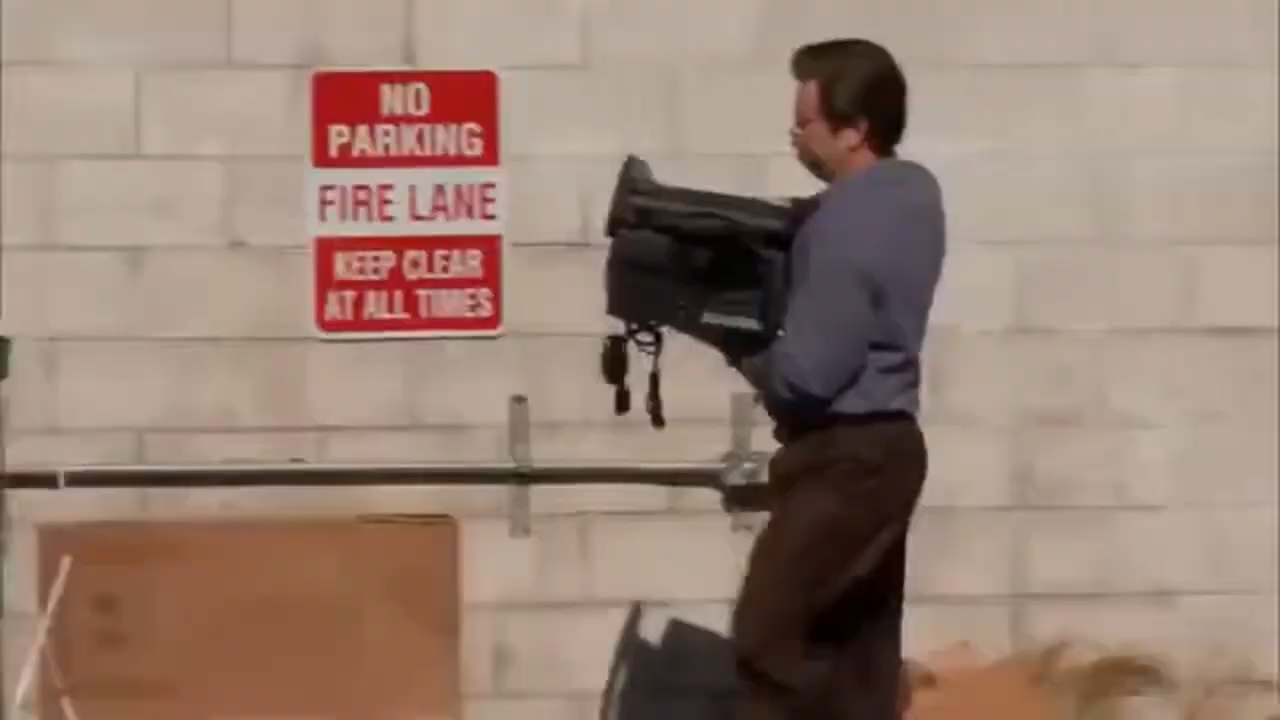 NO
PARKING
FIRE LANE
KEEP CLEAR
AT ALL TIMES